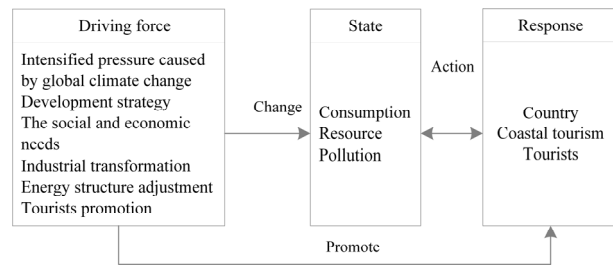 Driving force
Intensified pressure caused
by global climate change
Development strategy
The social and economic
needs
Industrial transformation
Energy structure adjustment
Tourists promotion
Change
State
Consumption
Resource
Pollution
Action
Response
Country
Coastal tourism
Tourists
Promote